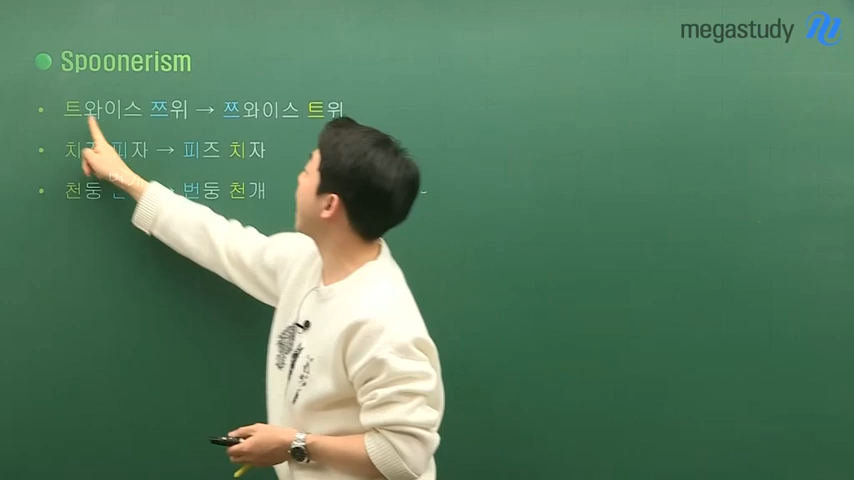 megastudy
Spoonerism
트와이스 쯔위 → 쯔와이스 트위
치즈 피자 → 피즈 치자
천둥 → 번둥 천개